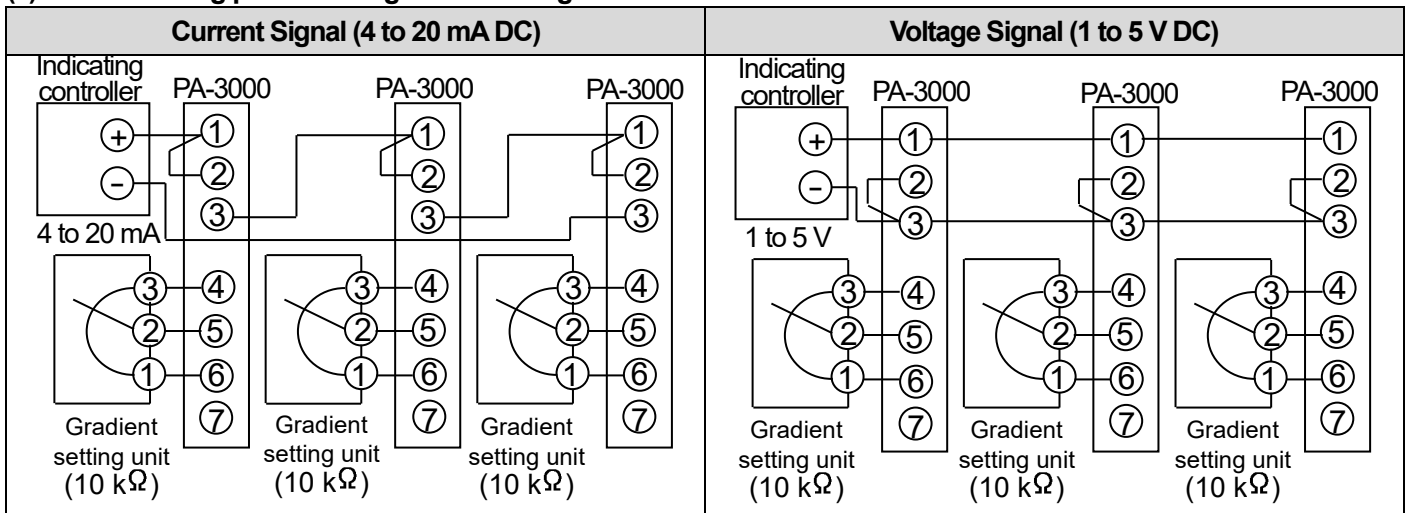 Current Signal (4 to 20 mA DC)
Voltage Signal (1 to 5 V DC)
Indicating
controller
PA-3000
PA-3000
PA-3000
+
-
4 to 20 mA
1
2
3
4
5
6
7
1
2
3
4
5
6
7
1
2
3
4
5
6
7
3
2
1
3
2
1
3
2
1
Gradient
setting unit
(10 kΩ)
Gradient
setting unit
(10 kΩ)
Gradient
setting unit
(10 kΩ)
Indicating
controller
PA-3000
PA-3000
PA-3000
+
-
1 to 5 V
1
2
3
4
5
6
7
1
2
3
4
5
6
7
1
2
3
4
5
6
7
3
2
1
3
2
1
3
2
1
Gradient
setting unit
(10 kΩ)
Gradient
setting unit
(10 kΩ)
Gradient
setting unit
(10 kΩ)